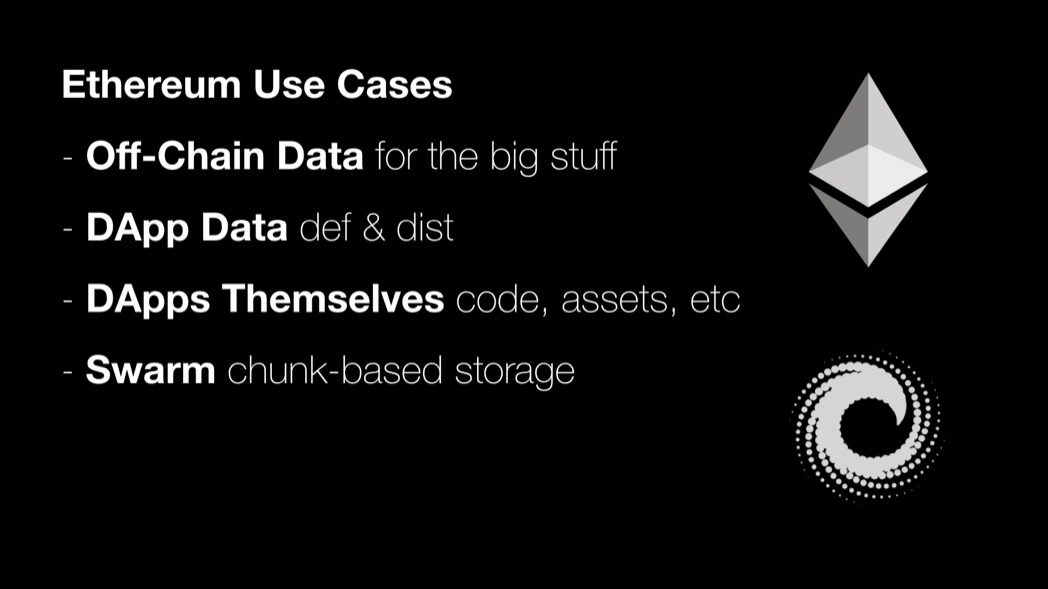 Ethereum Use Cases
- Off-Chain Data for the big stuff
- DApp Data def & dist
- DApps Themselves code, assets, etc
- Swarm chunk-based storage